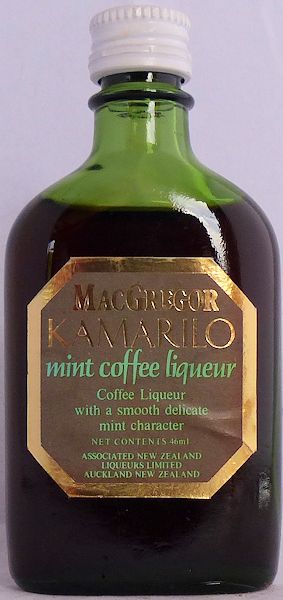 MACGREGOR
KAMARILO
mint coffee liqueur
Coffee Liqueur
with a smooth delicate
mint character
NET CONTENTS 46ml
ASSOCIATED NEW ZEALAND
LIQUEURS LIMITED
AUCKLAND NEW ZEALAND